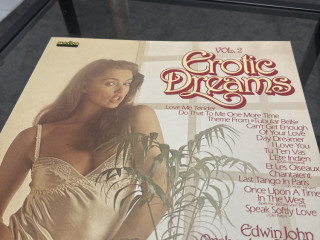 VOL. 2
Erotic
Dreams
Love Me Tender
Do That To Me One More Time
Theme From »Tubular Bells«
Can't Get Enough
Of Your Love
Day Dreamer
I Love You
Tu T'en Vas
L'Été Indien
Et Les Oiseaux
Chantaient
Last Tango In Paris
Once Upon A Time
In The West
Speak Softly Love
Edwin John